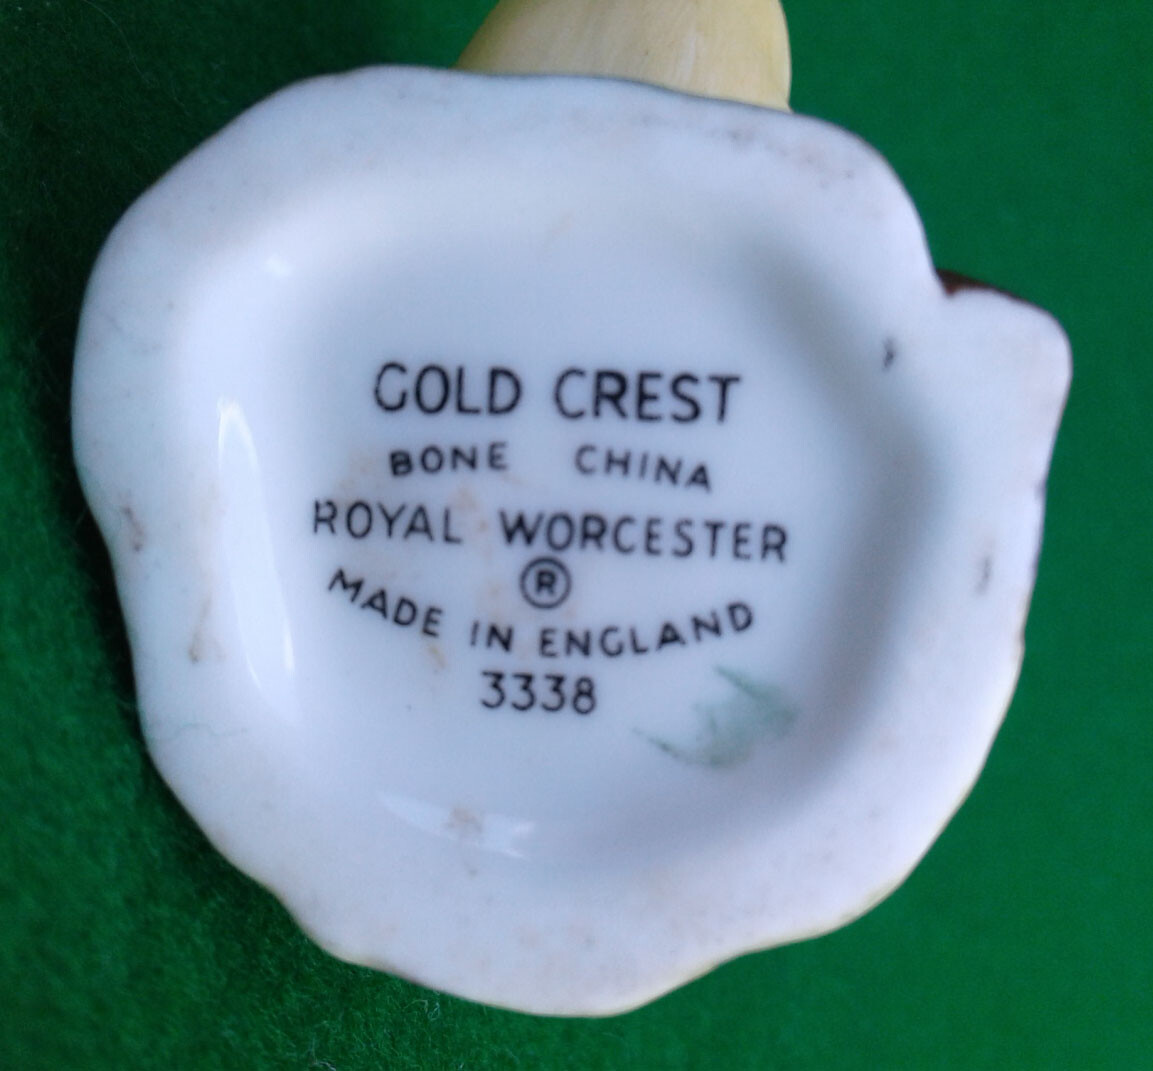 GOLD CREST
BONE CHINA
ROYAL WORCESTER
®
MADE IN ENGLAND
3338